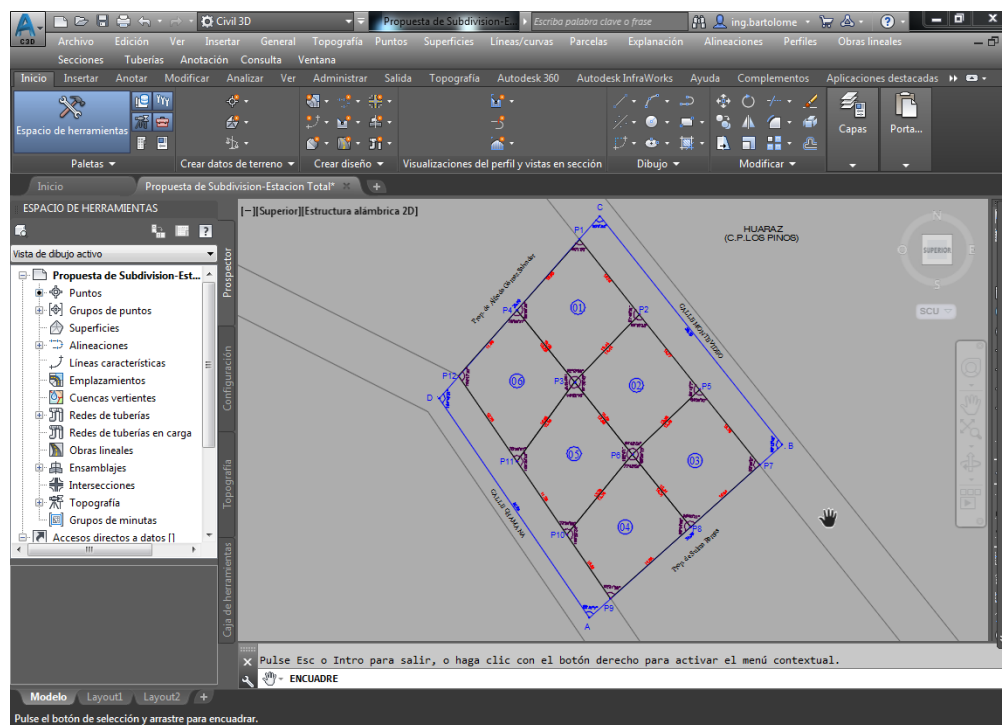 C3D
Civil 3D
Propuesta de Subdivision-E...
Escriba palabra clave o frase
ing.bartolome
Archivo Edición Ver Insertar General Topografía Puntos Superficies Líneas/curvas Parcelas Explanación Alineaciones Perfiles Obras lineales
Secciones Tuberías Anotación Consulta Ventana
Inicio Insertar Anotar Modificar Analizar Ver Administrar Salida Topografía Autodesk 360 Autodesk InfraWorks Ayuda Complementos Aplicaciones destacadas
Espacio de herramientas
Capas
Porta...
Paletas Crear datos de terreno Crear diseño Visualizaciones del perfil y vistas en sección Dibujo Modificar
Inicio
Propuesta de Subdivision-Estacion Total*
ESPACIO DE HERRAMIENTAS
Vista de dibujo activo
Propuesta de Subdivision-Est...
Puntos
Grupos de puntos
Superficies
Alineaciones
Líneas características
Emplazamientos
Cuencas vertientes
Redes de tuberías
Redes de tuberías en carga
Obras lineales
Ensamblajes
Intersecciones
Topografía
Grupos de minutas
Accesos directos a datos []
Prospector
Configuración
Topografía
Caja de herramientas
[−][Superior][Estructura alámbrica 2D]
HUARAZ
(C.P.LOS PINOS)
N
E
S
O
SUPERIOR
SCU
C
P1
01
P4
P2
CALLE MONTEVIDEO
P12
06
P3
02
P5
D
B
P11
05
P6
03
P7
P10
04
P8
P9
A
Pulse Esc o Intro para salir, o haga clic con el botón derecho para activar el menú contextual.
ENCUADRE
Modelo Layout1 Layout2
Pulse el botón de selección y arrastre para encuadrar.